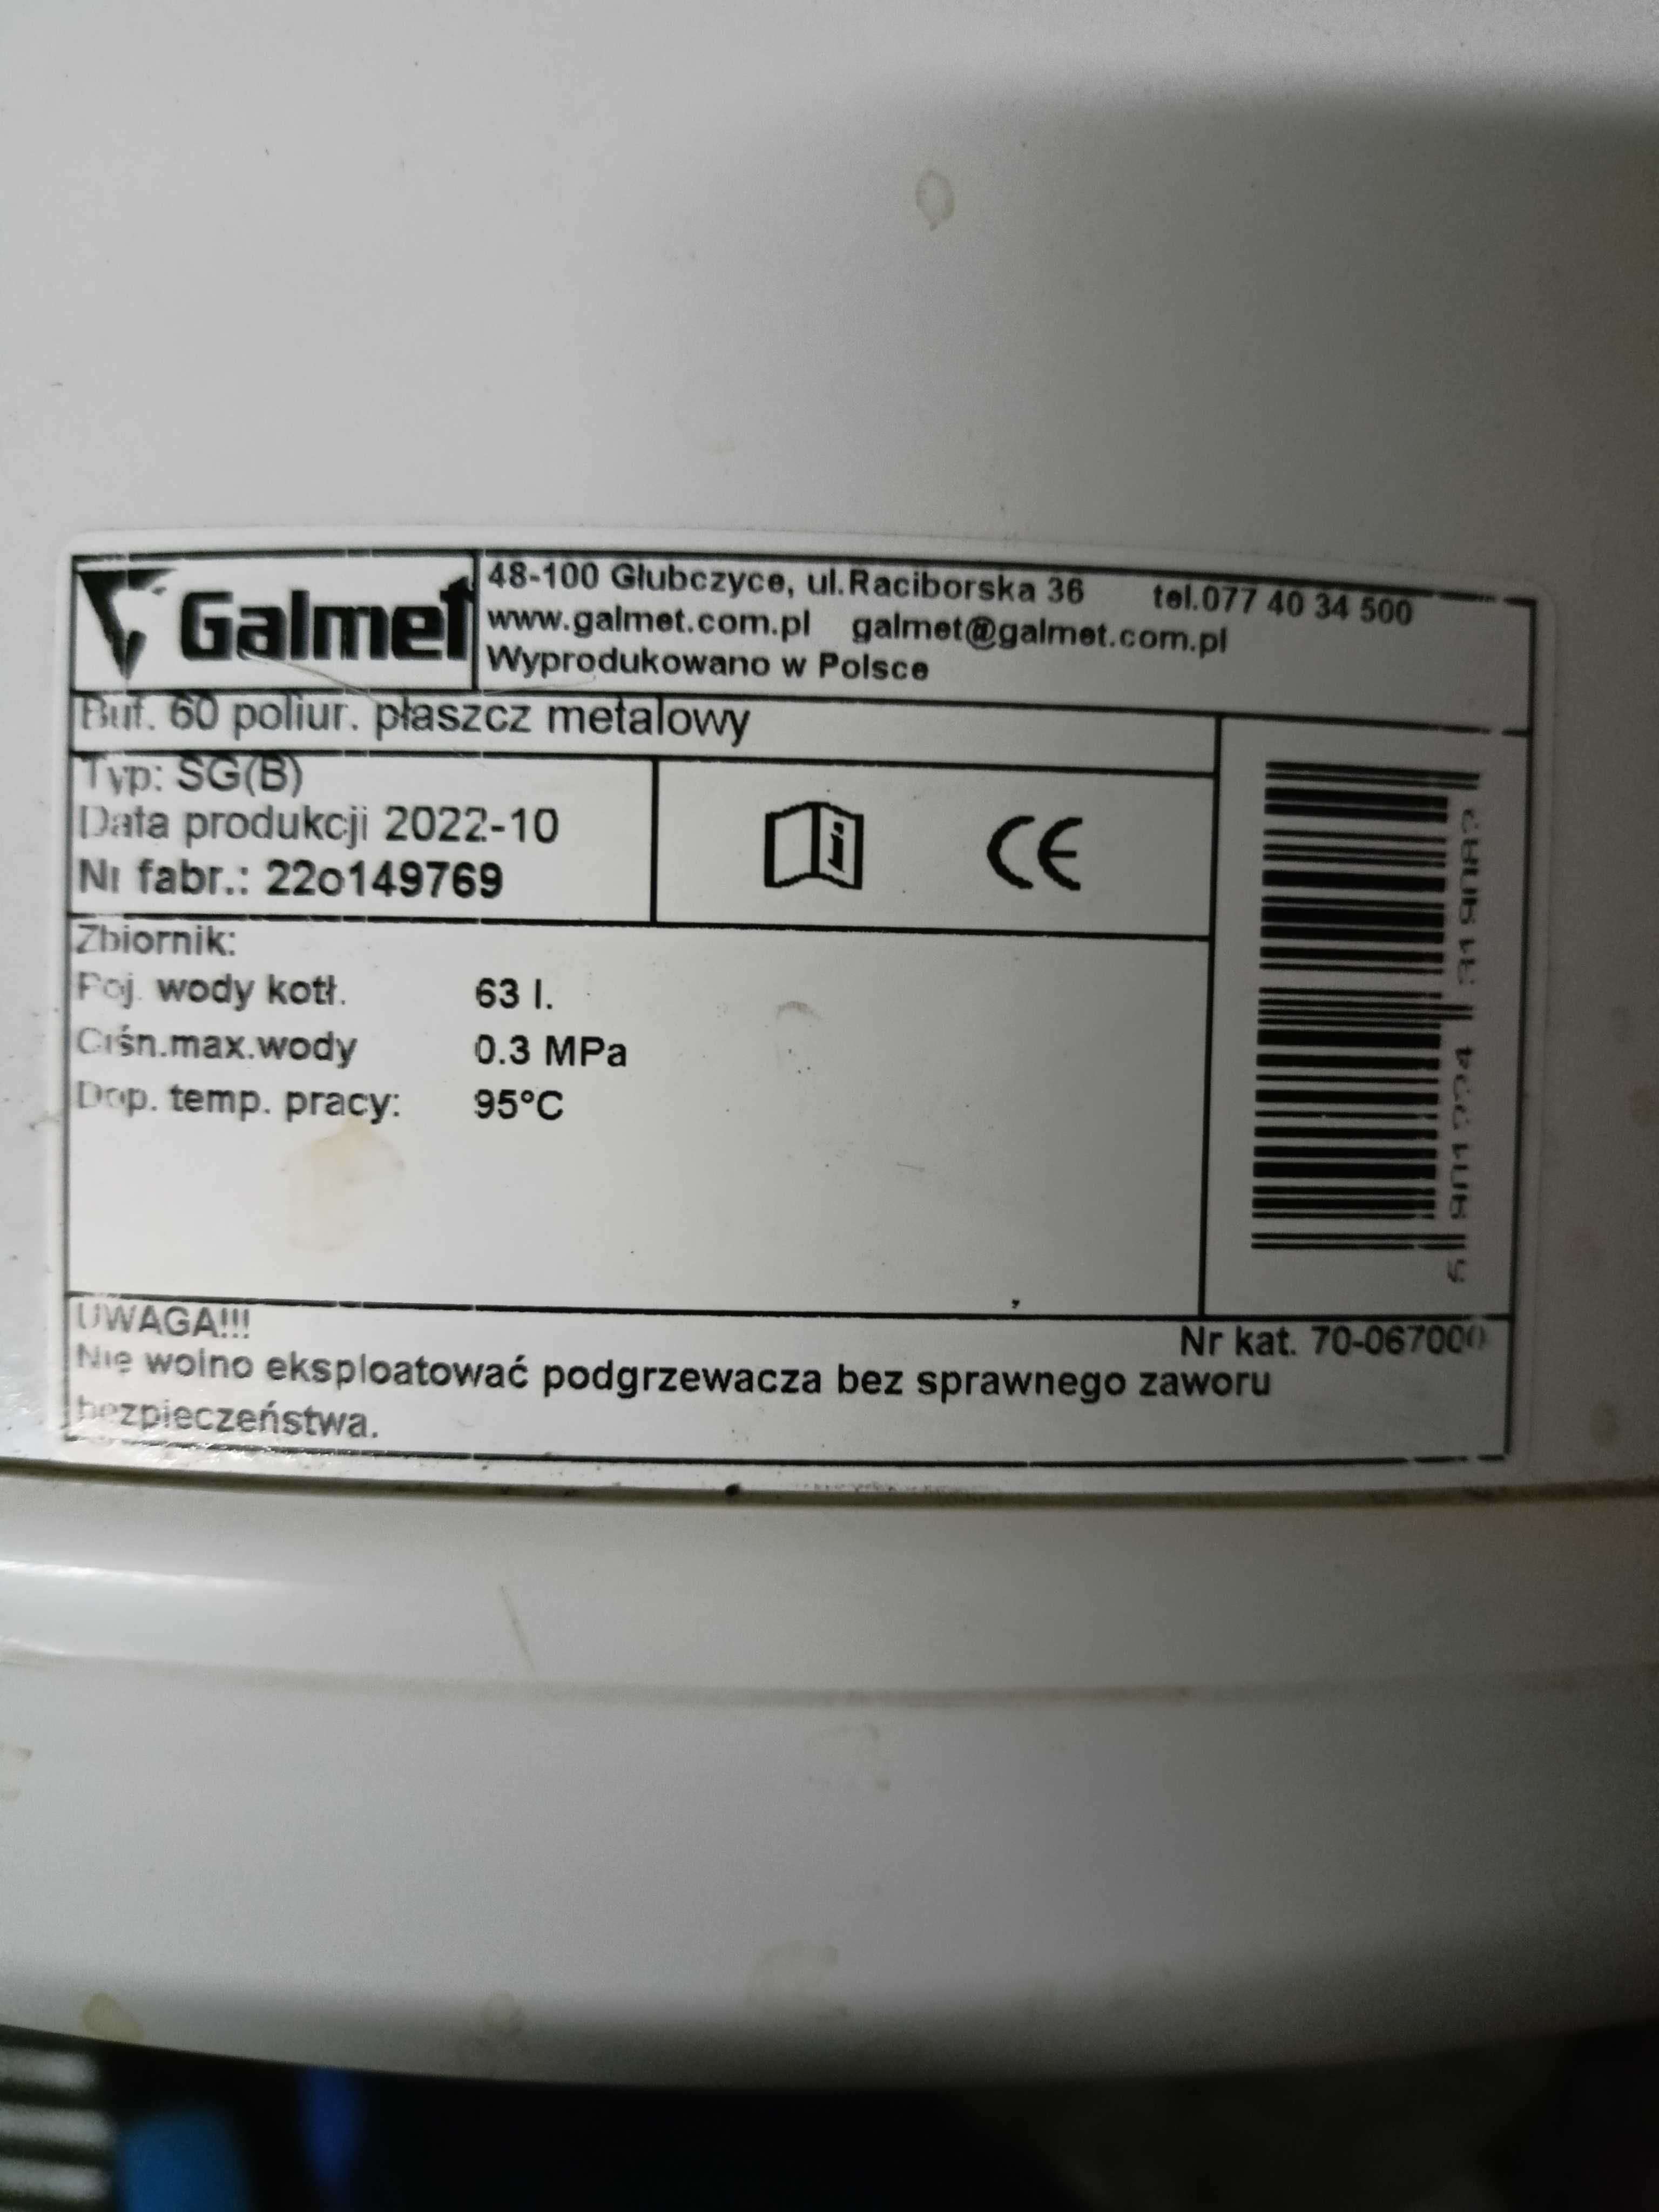 Galmet
48-100 Głubczyce, ul.Raciborska 36 tel.077 40 34 500
www.galmet.com.pl galmet@galmet.com.pl
Wyprodukowano w Polsce
Buf. 60 poliur. płaszcz metalowy
Typ: SG(B)
Data produkcji 2022-10
Nr fabr.: 22o149769
i CE
Zbiornik:
Poj. wody kotł. 63 l.
Ciśn.max.wody 0.3 MPa
Dop. temp. pracy: 95°C
UWAGA!!!
Nr kat. 70-067000
Nie wolno eksploatować podgrzewacza bez sprawnego zaworu
bezpieczeństwa.